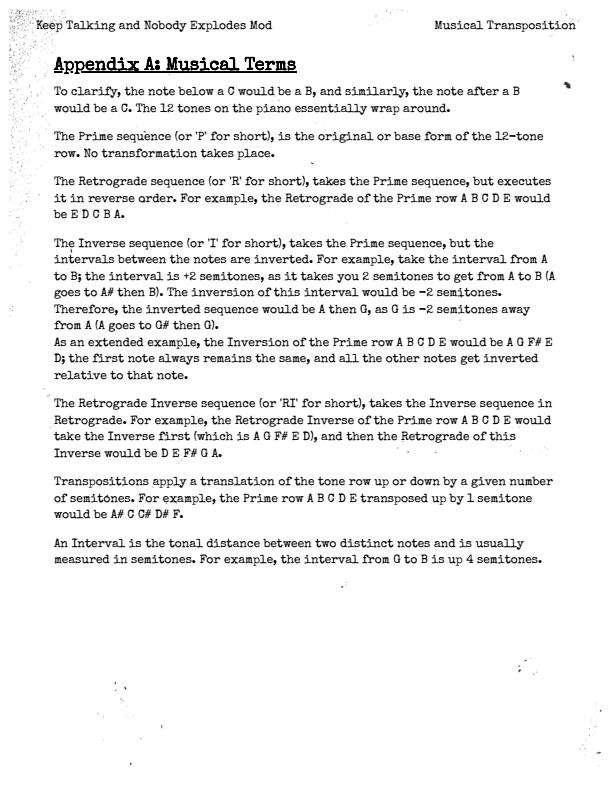 Keep Talking and Nobody Explodes Mod
Musical Transposition
Appendix A: Musical Terms
To clarify, the note below a C would be a B, and similarly, the note after a B
would be a C. The 12 tones on the piano essentially wrap around.
The Prime sequence (or 'P' for short), is the original or base form of the 12-tone
row. No transformation takes place.
The Retrograde sequence (or 'R' for short), takes the Prime sequence, but executes
it in reverse order. For example, the Retrograde of the Prime row A B C D E would
be E D C B A.
The Inverse sequence (or 'I' for short), takes the Prime sequence, but the
intervals between the notes are inverted. For example, take the interval from A
to B; the interval is +2 semitones, as it takes you 2 semitones to get from A to B (A
goes to A# then B). The inversion of this interval would be -2 semitones.
Therefore, the inverted sequence would be A then G, as G is -2 semitones away
from A (A goes to G# then G).
As an extended example, the Inversion of the Prime row A B C D E would be A G F# E
D; the first note always remains the same, and all the other notes get inverted
relative to that note.
The Retrograde Inverse sequence (or 'RI' for short), takes the Inverse sequence in
Retrograde. For example, the Retrograde Inverse of the Prime row A B C D E would
take the Inverse first (which is A G F# E D), and then the Retrograde of this
Inverse would be D E F# G A.
Transpositions apply a translation of the tone row up or down by a given number
of semitones. For example, the Prime row A B C D E transposed up by 1 semitone
would be A# C C# D# F.
An Interval is the tonal distance between two distinct notes and is usually
measured in semitones. For example, the interval from G to B is up 4 semitones.